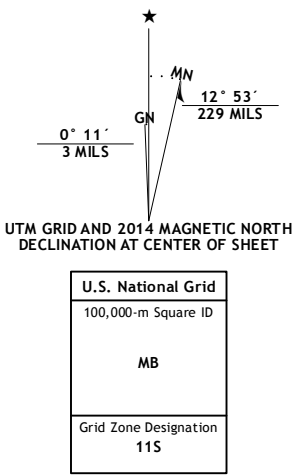 ★
MN
GN
12° 53´
229 MILS
0° 11´
3 MILS
UTM GRID AND 2014 MAGNETIC NORTH
DECLINATION AT CENTER OF SHEET
U.S. National Grid
100,000-m Square ID
MB
Grid Zone Designation
11S